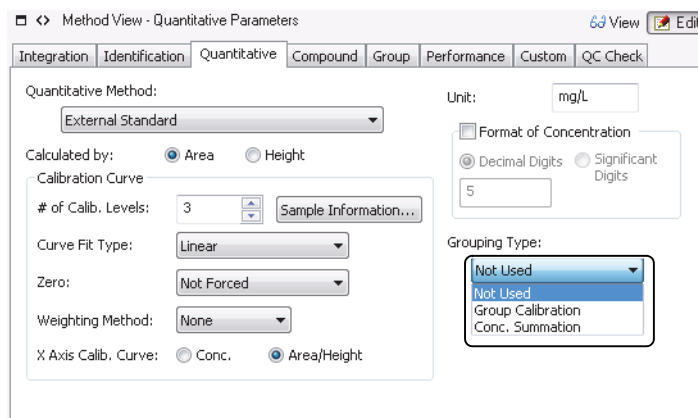 Method View - Quantitative Parameters
View Edit
Integration Identification Quantitative Compound Group Performance Custom QC Check
Quantitative Method:
External Standard
Calculated by: Area Height
Calibration Curve
# of Calib. Levels: 3 Sample Information...
Curve Fit Type: Linear
Zero: Not Forced
Weighting Method: None
X Axis Calib. Curve: Conc. Area/Height
Unit: mg/L
Format of Concentration
Decimal Digits Significant Digits
5
Grouping Type:
Not Used
Not Used
Group Calibration
Conc. Summation